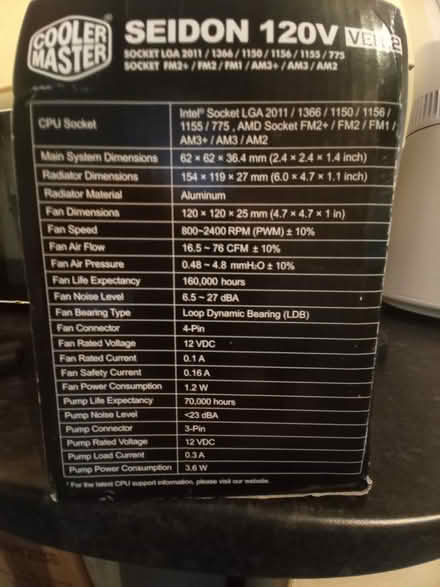 COOLER
MASTER
SEIDON 120V
SOCKET LGA 2011 / 1366 / 1150 / 1156 / 1155 / 775
SOCKET FM2+ / FM2 / FM1 / AM3+ / AM3 / AM2
CPU Socket
Intel® Socket LGA 2011 / 1366 / 1150 / 1156 /
1155 / 775 , AMD Socket FM2+ / FM2 / FM1 /
AM3+ / AM3 / AM2
Main System Dimensions 62 × 62 × 36.4 mm (2.4 × 2.4 × 1.4 inch)
Radiator Dimensions 154 × 119 × 27 mm (6.0 × 4.7 × 1.1 inch)
Radiator Material Aluminum
Fan Dimensions 120 × 120 × 25 mm (4.7 × 4.7 × 1 in)
Fan Speed 800~2400 RPM (PWM) ± 10%
Fan Air Flow 16.5 ~ 76 CFM ± 10%
Fan Air Pressure 0.48 ~ 4.8 mmH₂O ± 10%
Fan Life Expectancy 160,000 hours
Fan Noise Level 6.5 ~ 27 dBA
Fan Bearing Type Loop Dynamic Bearing (LDB)
Fan Connector 4-Pin
Fan Rated Voltage 12 VDC
Fan Rated Current 0.1 A
Fan Safety Current 0.16 A
Fan Power Consumption 1.2 W
Pump Life Expectancy 70,000 hours
Pump Noise Level <23 dBA
Pump Connector 3-Pin
Pump Rated Voltage 12 VDC
Pump Load Current 0.3 A
Pump Power Consumption 3.6 W
* For the latest CPU support information, please visit our website.